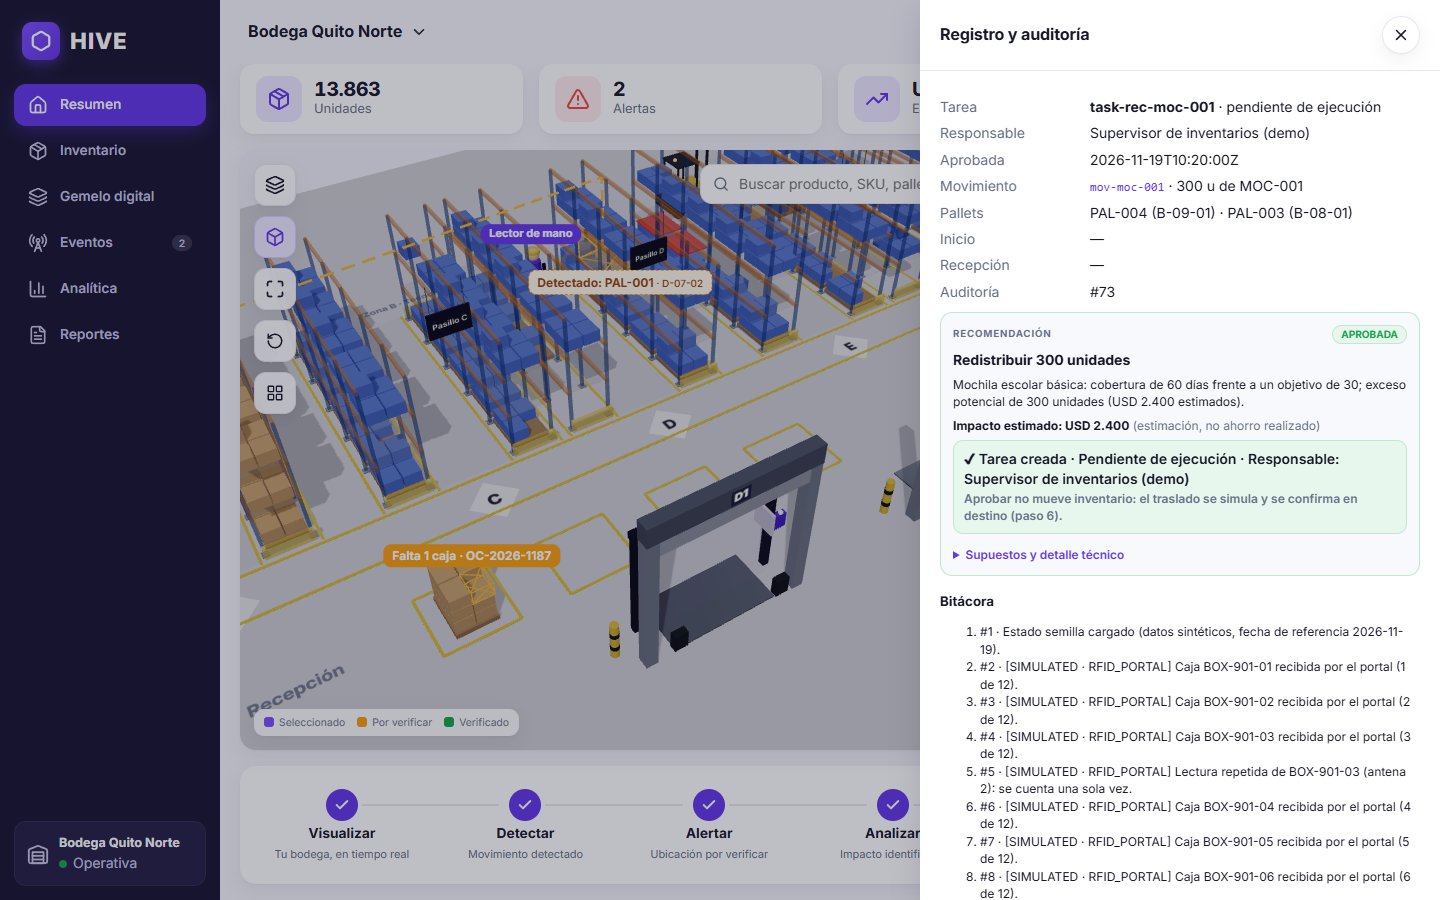 HIVE
Resumen
Inventario
Gemelo digital
Eventos 2
Analítica
Reportes
Bodega Quito Norte
Operativa
Bodega Quito Norte
13.863
Unidades
2
Alertas
Buscar producto, SKU, palle
Lector de mano
Detectado: PAL-001 · D-07-02
Pasillo D
Pasillo C
Zona B
E
D
C
D1
Falta 1 caja · OC-2026-1187
Recepción
Seleccionado
Por verificar
Verificado
Visualizar
Tu bodega, en tiempo real
Detectar
Movimiento detectado
Alertar
Ubicación por verificar
Analizar
Impacto identifi
Registro y auditoría
Tarea task-rec-moc-001 · pendiente de ejecución
Responsable Supervisor de inventarios (demo)
Aprobada 2026-11-19T10:20:00Z
Movimiento mov-moc-001 · 300 u de MOC-001
Pallets PAL-004 (B-09-01) · PAL-003 (B-08-01)
Inicio —
Recepción —
Auditoría #73
RECOMENDACIÓN APROBADA
Redistribuir 300 unidades
Mochila escolar básica: cobertura de 60 días frente a un objetivo de 30; exceso
potencial de 300 unidades (USD 2.400 estimados).
Impacto estimado: USD 2.400 (estimación, no ahorro realizado)
✓ Tarea creada · Pendiente de ejecución · Responsable:
Supervisor de inventarios (demo)
Aprobar no mueve inventario: el traslado se simula y se confirma en
destino (paso 6).
▶ Supuestos y detalle técnico
Bitácora
1. #1 · Estado semilla cargado (datos sintéticos, fecha de referencia 2026-11-
19).
2. #2 · [SIMULATED · RFID_PORTAL] Caja BOX-901-01 recibida por el portal (1
de 12).
3. #3 · [SIMULATED · RFID_PORTAL] Caja BOX-901-02 recibida por el portal (2
de 12).
4. #4 · [SIMULATED · RFID_PORTAL] Caja BOX-901-03 recibida por el portal (3
de 12).
5. #5 · [SIMULATED · RFID_PORTAL] Lectura repetida de BOX-901-03 (antena
2): se cuenta una sola vez.
6. #6 · [SIMULATED · RFID_PORTAL] Caja BOX-901-04 recibida por el portal (4
de 12).
7. #7 · [SIMULATED · RFID_PORTAL] Caja BOX-901-05 recibida por el portal (5
de 12).
8. #8 · [SIMULATED · RFID_PORTAL] Caja BOX-901-06 recibida por el portal (6
de 12).